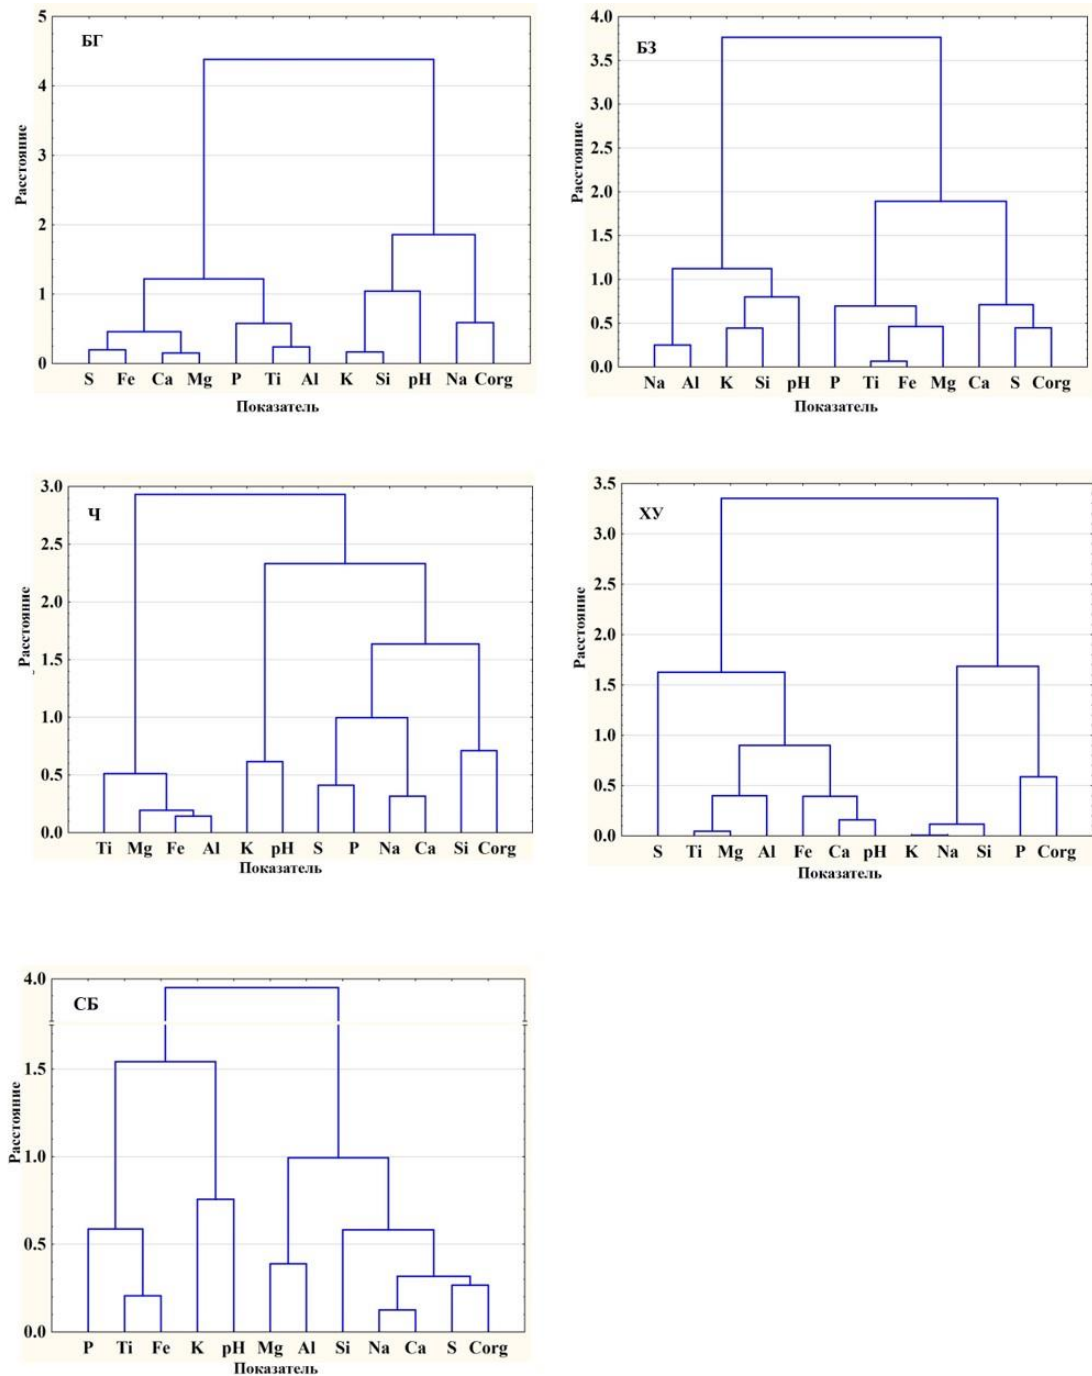 БГ
Расстояние
5
4
3
2
1
0
S Fe Ca Mg P Ti Al K Si pH Na Corg
Показатель
БЗ
Расстояние
4.0
3.5
3.0
2.5
2.0
1.5
1.0
0.5
0.0
Na Al K Si pH P Ti Fe Mg Ca S Corg
Показатель
Ч
Расстояние
3.0
2.5
2.0
1.5
1.0
0.5
0.0
Ti Mg Fe Al K pH S P Na Ca Si Corg
Показатель
ХУ
Расстояние
3.5
3.0
2.5
2.0
1.5
1.0
0.5
0.0
S Ti Mg Al Fe Ca pH K Na Si P Corg
Показатель
СБ
Расстояние
4.0
1.5
1.0
0.5
0.0
P Ti Fe K pH Mg Al Si Na Ca S Corg
Показатель